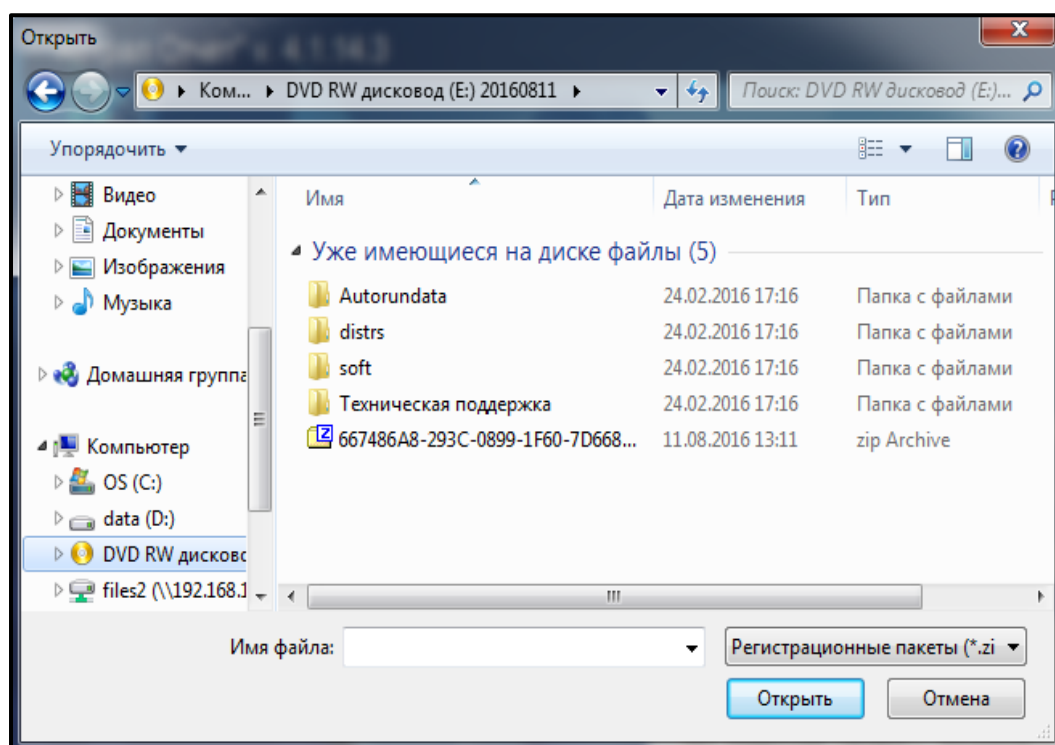 Открыть
Ком... DVD RW дисковод (E:) 20160811 Поиск: DVD RW дисковод (E:)...
Упорядочить
Видео
Документы
Изображения
Музыка
Домашняя группа
Компьютер
OS (C:)
data (D:)
DVD RW дисково
files2 (\\192.168.1
Имя Дата изменения Тип
Уже имеющиеся на диске файлы (5)
Autorundata 24.02.2016 17:16 Папка с файлами
distrs 24.02.2016 17:16 Папка с файлами
soft 24.02.2016 17:16 Папка с файлами
Техническая поддержка 24.02.2016 17:16 Папка с файлами
667486A8-293C-0899-1F60-7D668... 11.08.2016 13:11 zip Archive
Имя файла: Регистрационные пакеты (*.zi
Открыть Отмена